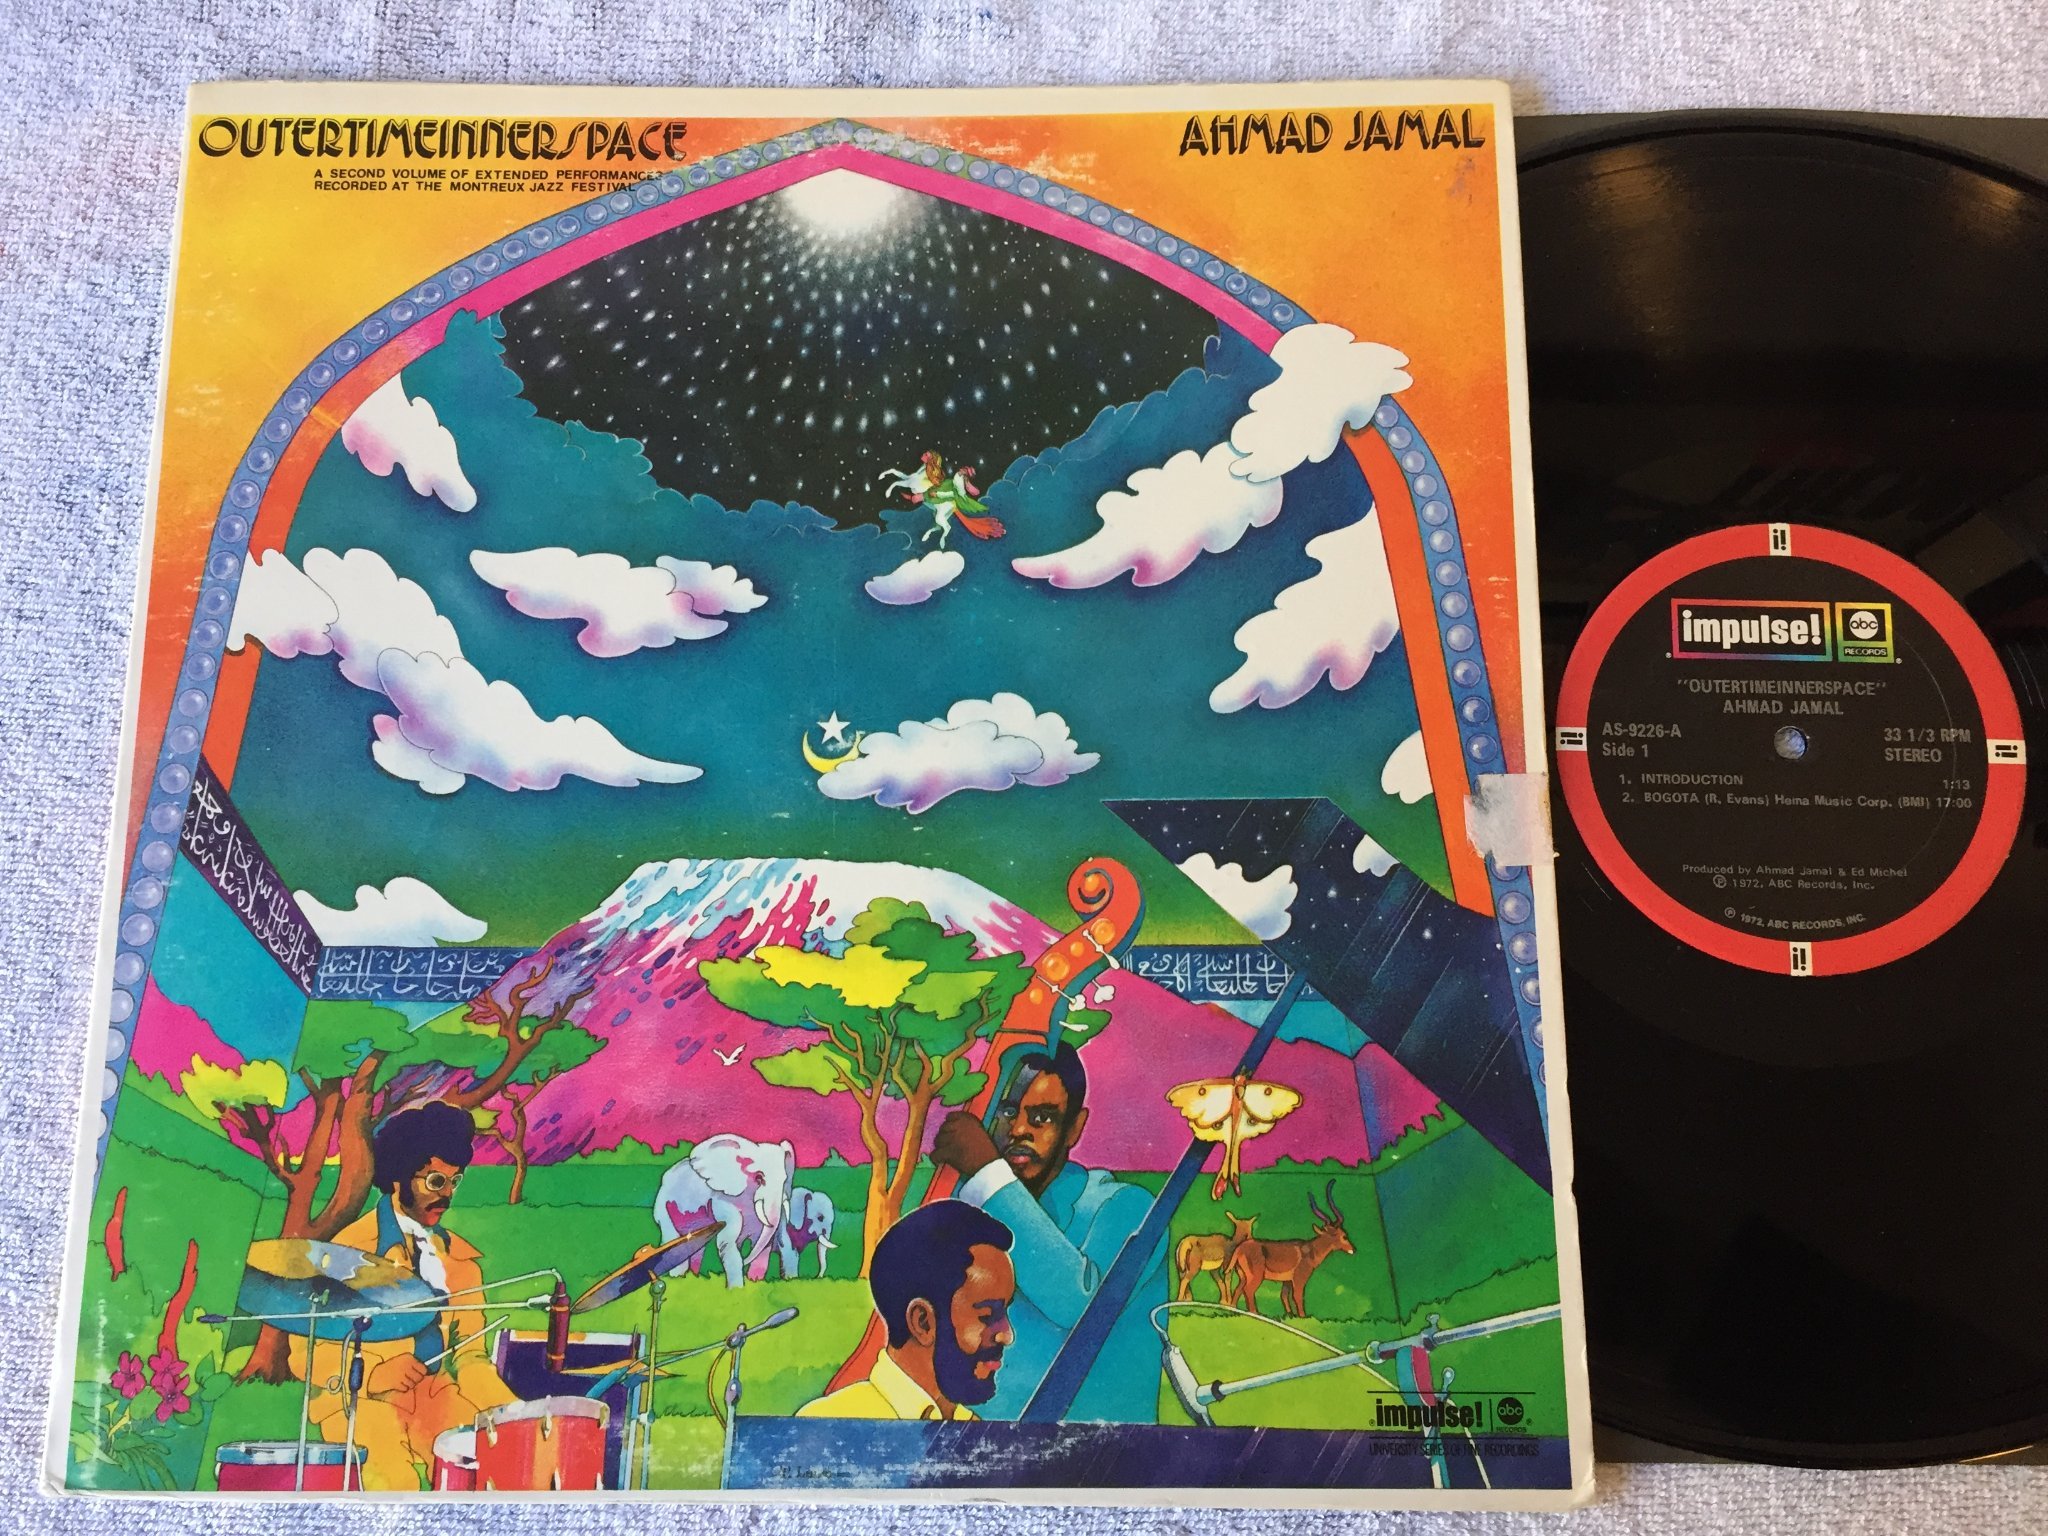 OUTERTIMEINNERSPACE
A SECOND VOLUME OF EXTENDED PERFORMANCES
RECORDED AT THE MONTREUX JAZZ FESTIVAL
AHMAD JAMAL
impulse! abc
RECORDS
UNIVERSITY SERIES OF FINE RECORDINGS
i!
i!
i!
i!
impulse! abc
RECORDS
"OUTERTIMEINNERSPACE"
AHMAD JAMAL
AS-9226-A
Side 1
33 1/3 RPM
STEREO
1. INTRODUCTION 1:13
2. BOGOTA (R. Evans) Hema Music Corp. (BMI) 17:00
Produced by Ahmad Jamal & Ed Michel
℗ 1972, ABC Records, Inc.
℗ 1972, ABC RECORDS, INC.